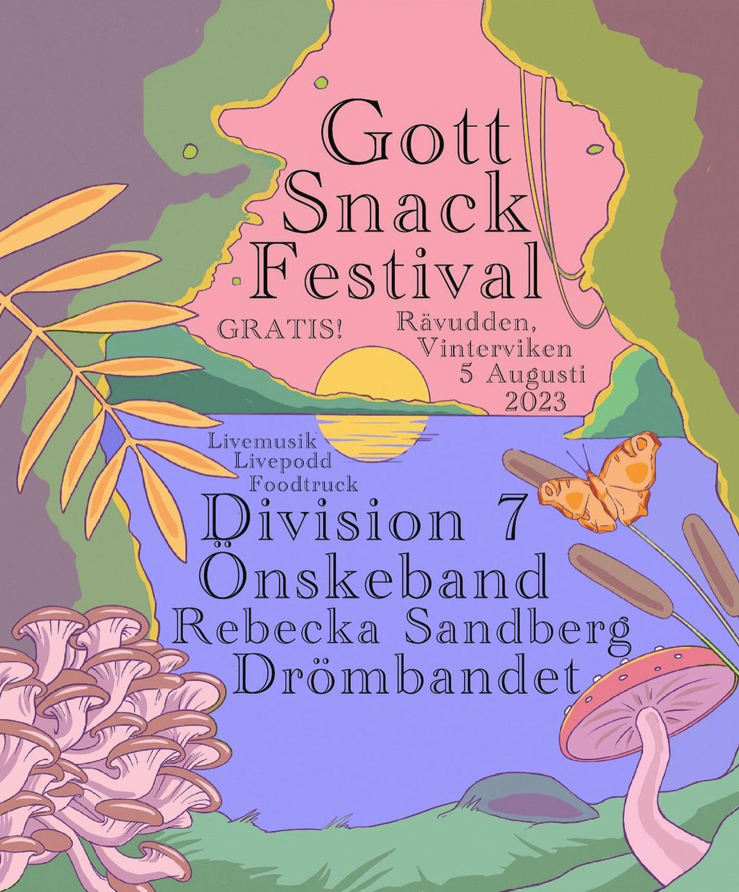 Gott
Snack
Festival
GRATIS!
Rävudden,
Vinterviken
5 Augusti
2023
Livemusik
Livepodd
Foodtruck
Division 7
Önskeband
Rebecka Sandberg
Drömbandet